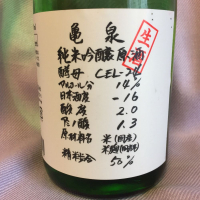 亀泉
純米吟醸原酒
生
酵母 CEL-24
アルコール分 14%
日本酒度 -16
酸度 2.0
アミノ酸 1.3
原材料名 米(国産)
米麹(国産米)
精米歩合 50%